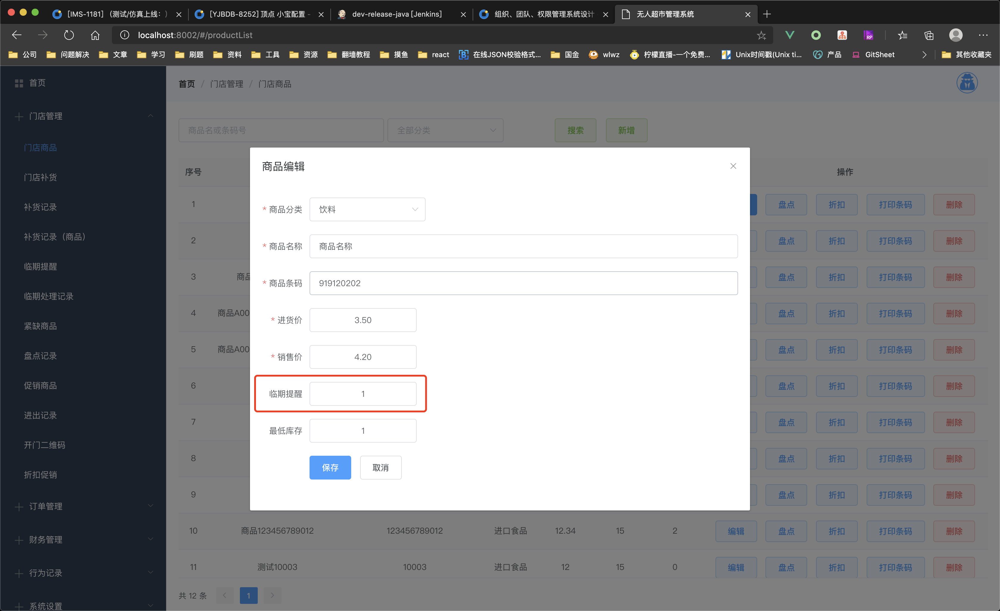 [IMS-1181]（测试/仿真上线：）
[YJBDB-8252] 顶点 小宝配置 -
dev-release-java [Jenkins]
组织、团队、权限管理系统设计
无人超市管理系统
localhost:8002/#/productList
RP
公司
问题解决
文章
学习
刷题
资料
工具
资源
翻墙教程
摸鱼
react
在线JSON校验格式...
国金
wlwz
柠檬直播-一个免费...
Unix时间戳(Unix ti...
产品
GitSheet
其他收藏夹
首页
门店管理
门店商品
门店补货
补货记录
补货记录（商品）
临期提醒
临期处理记录
紧缺商品
盘点记录
促销商品
进出记录
开门二维码
折扣促销
订单管理
财务管理
行为记录
系统设置
首页 / 门店管理 / 门店商品
商品名或条码号
全部分类
搜索
新增
序号
操作
1
盘点 折扣 打印条码 删除
2
盘点 折扣 打印条码 删除
3 商品
盘点 折扣 打印条码 删除
4 商品A00
盘点 折扣 打印条码 删除
5 商品A00
盘点 折扣 打印条码 删除
6
盘点 折扣 打印条码 删除
7
盘点 折扣 打印条码 删除
8
盘点 折扣 打印条码 删除
9
盘点 折扣 打印条码 删除
10 商品123456789012 123456789012 进口食品 12.34 15 2 编辑 盘点 折扣 打印条码 删除
11 测试10003 10003 进口食品 12 15 0 编辑 盘点 折扣 打印条码 删除
共 12 条 1
商品编辑
* 商品分类 饮料
* 商品名称 商品名称
* 商品条码 919120202
* 进货价 3.50
* 销售价 4.20
临期提醒 1
最低库存 1
保存 取消